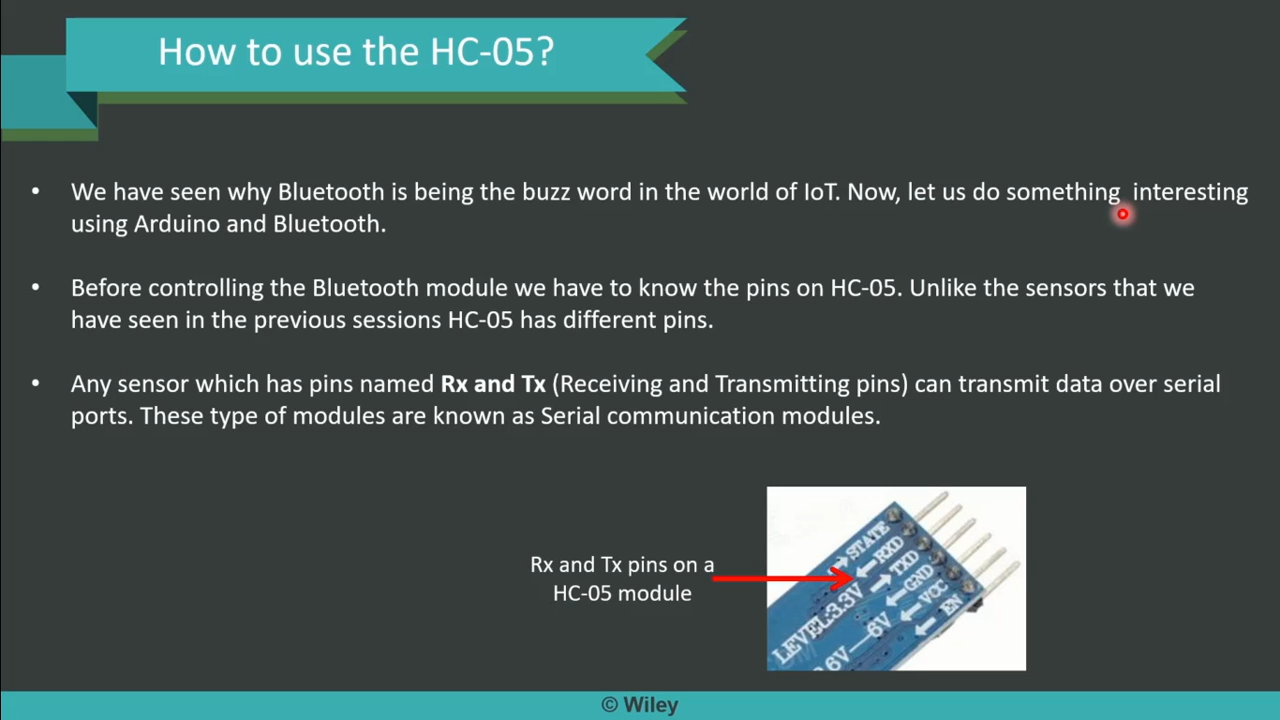 How to use the HC-05?
• We have seen why Bluetooth is being the buzz word in the world of IoT. Now, let us do something interesting
using Arduino and Bluetooth.
• Before controlling the Bluetooth module we have to know the pins on HC-05. Unlike the sensors that we
have seen in the previous sessions HC-05 has different pins.
• Any sensor which has pins named Rx and Tx (Receiving and Transmitting pins) can transmit data over serial
ports. These type of modules are known as Serial communication modules.
Rx and Tx pins on a
HC-05 module
STATE
RXD
TXD
GND
VCC
EN
LEVEL:3.3V
.6V—6V
© Wiley